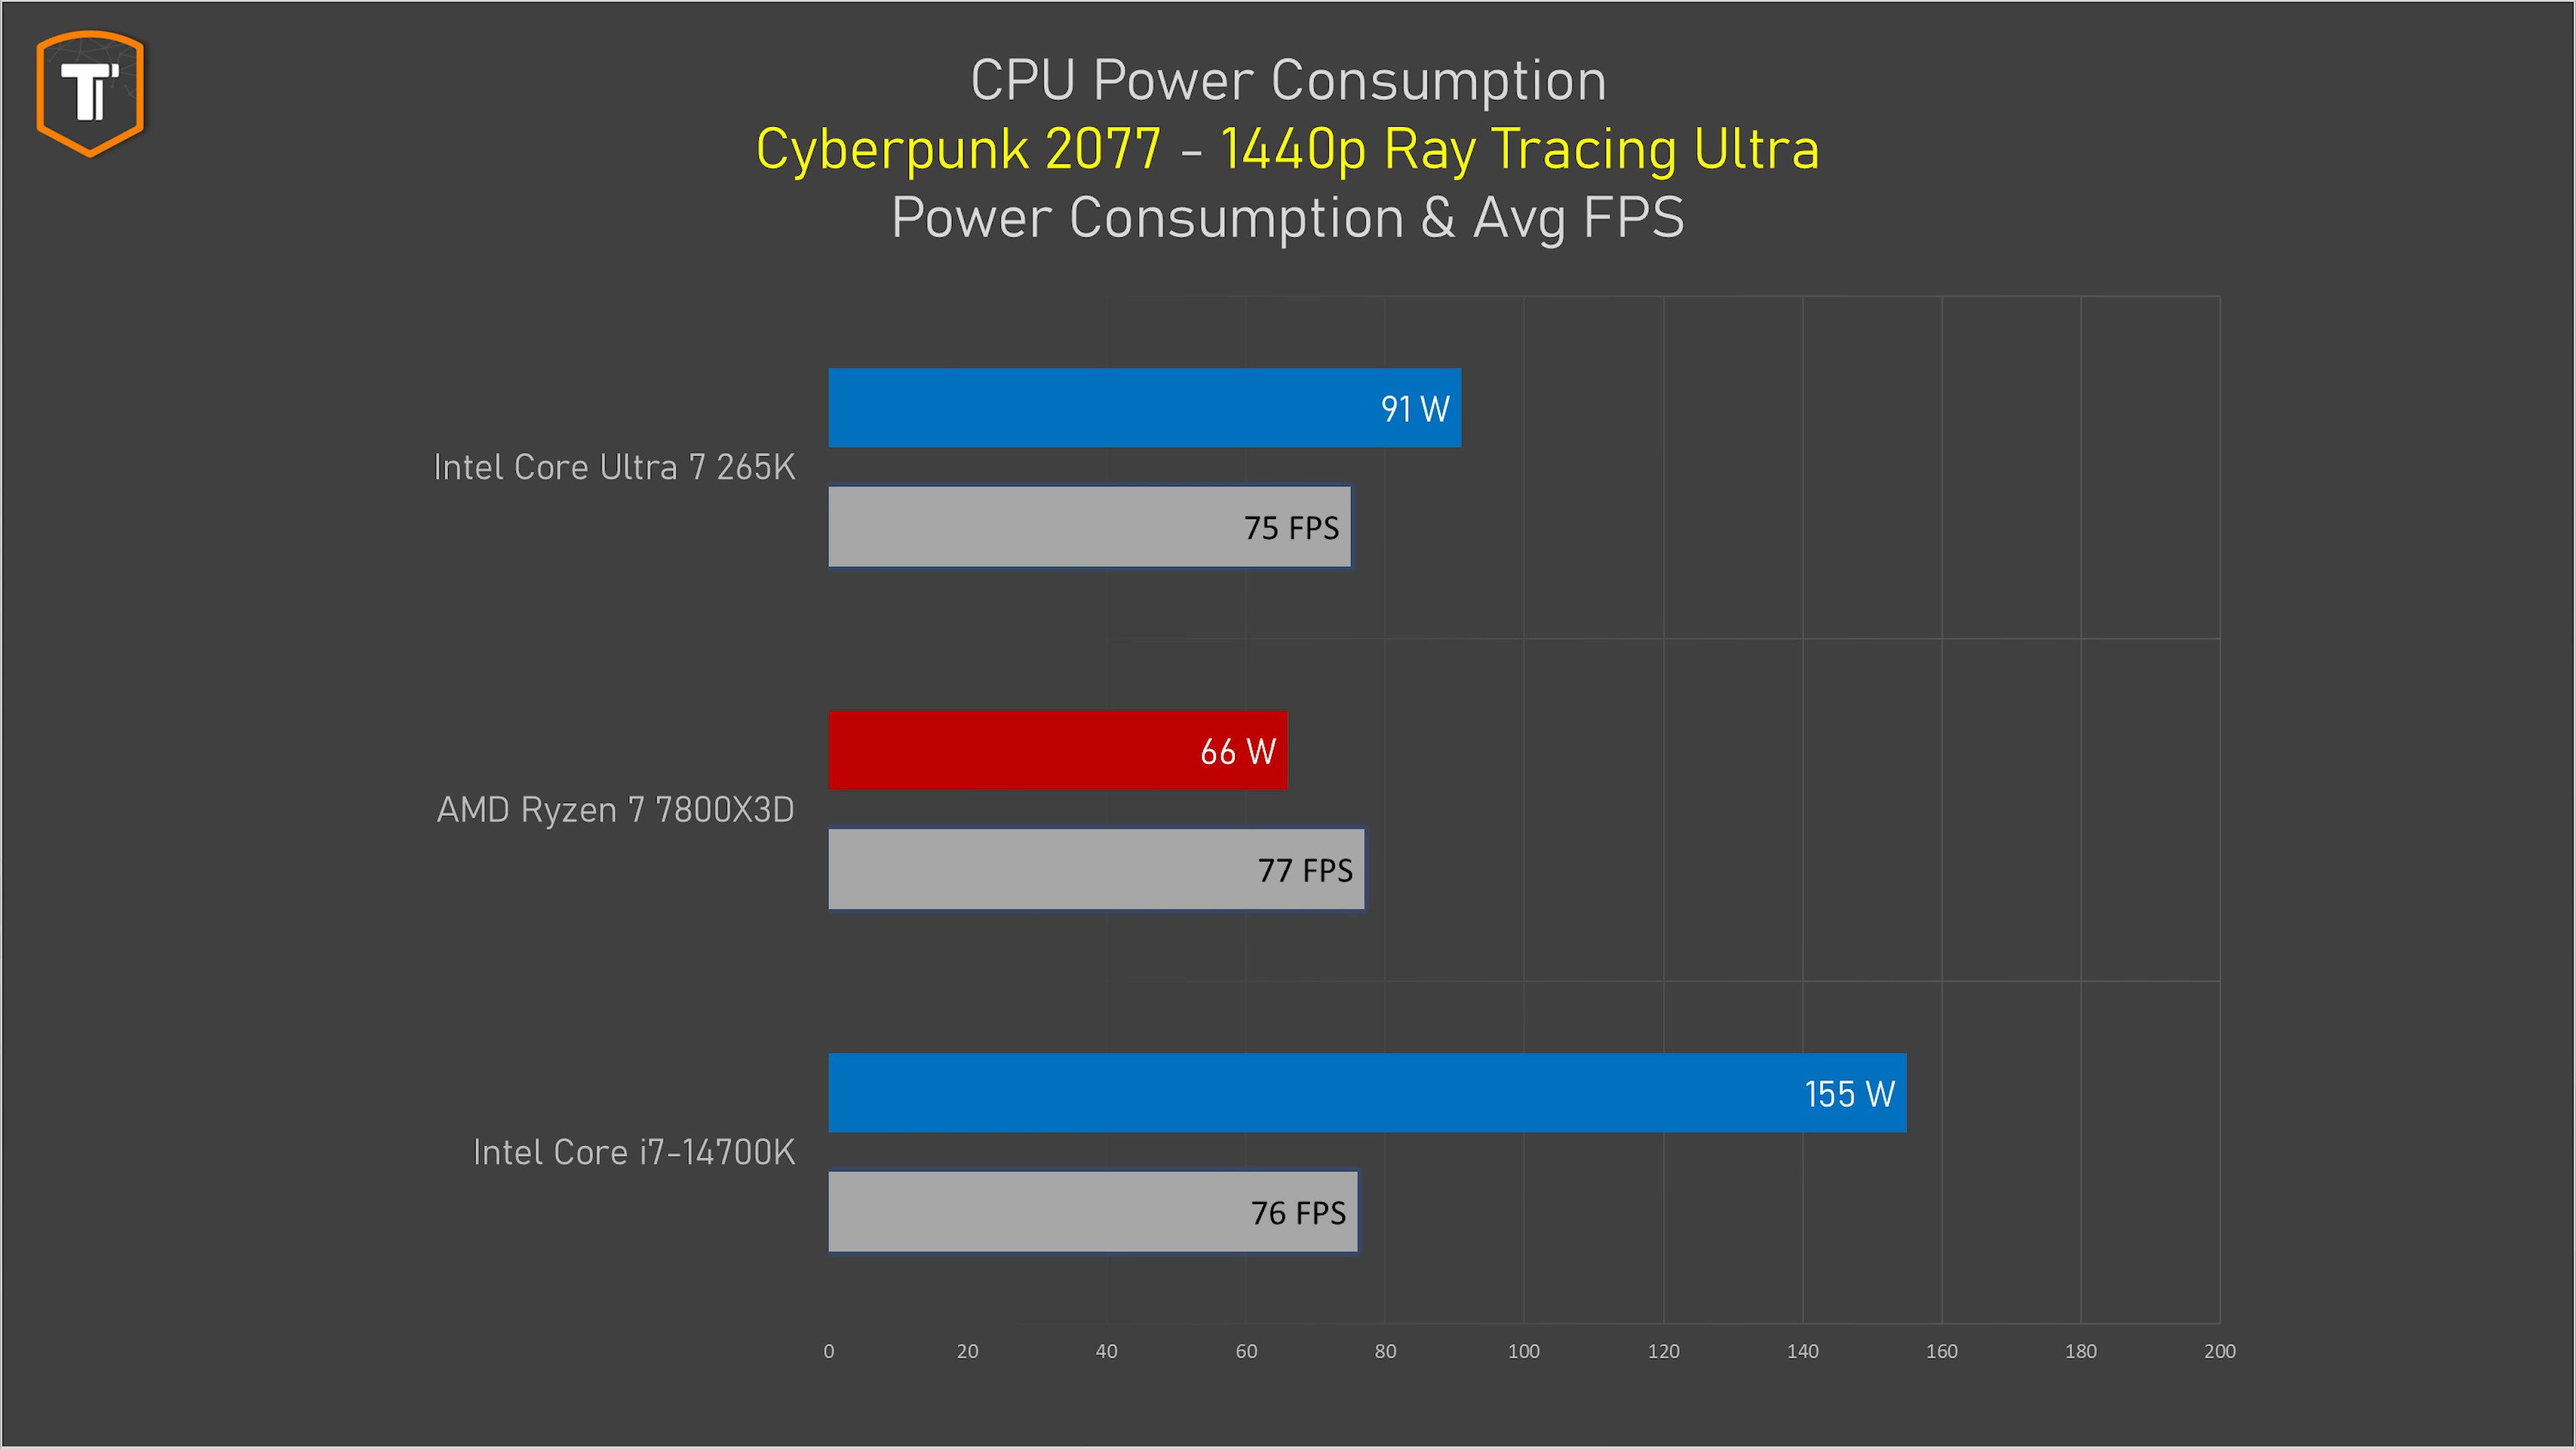 T
CPU Power Consumption
Cyberpunk 2077 - 1440p Ray Tracing Ultra
Power Consumption & Avg FPS
Intel Core Ultra 7 265K
91 W
75 FPS
AMD Ryzen 7 7800X3D
66 W
77 FPS
Intel Core i7-14700K
155 W
76 FPS
0 20 40 60 80 100 120 140 160 180 200